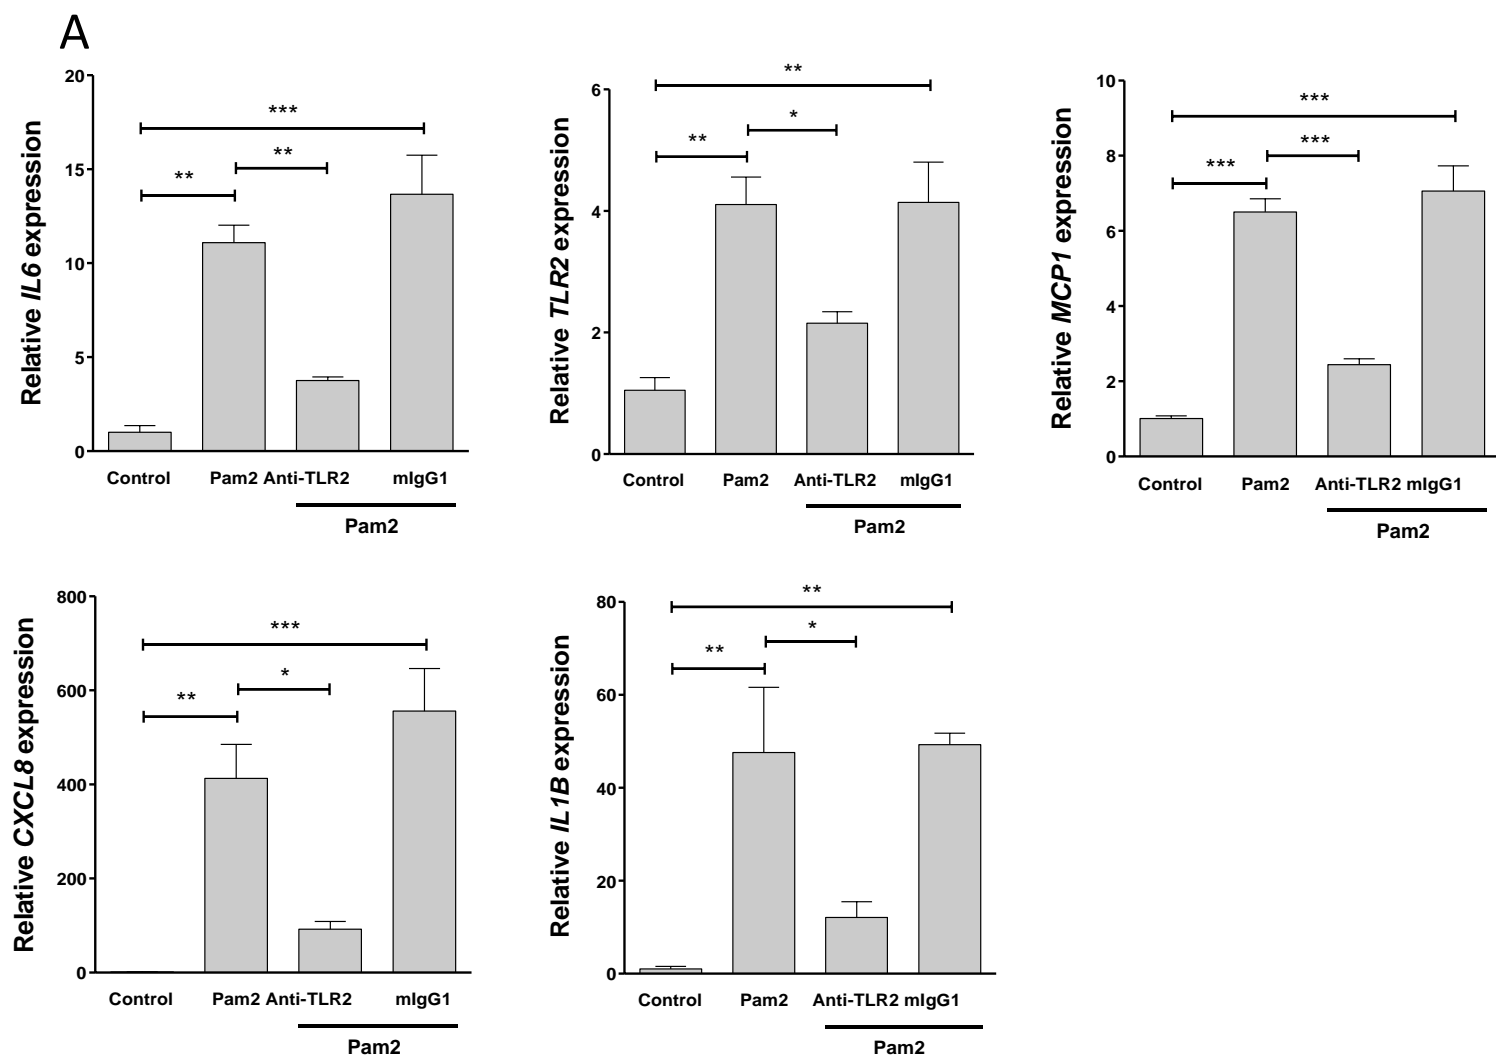 A
Relative IL6 expression
20
15
10
5
0
***
**
**
Control Pam2 Anti-TLR2 mIgG1
Pam2
Relative TLR2 expression
6
4
2
0
**
*
**
Control Pam2 Anti-TLR2 mIgG1
Pam2
Relative MCP1 expression
10
8
6
4
2
0
***
***
***
Control Pam2 Anti-TLR2 mIgG1
Pam2
Relative CXCL8 expression
800
600
400
200
0
***
*
**
Control Pam2 Anti-TLR2 mIgG1
Pam2
Relative IL1B expression
80
60
40
20
0
**
*
**
Control Pam2 Anti-TLR2 mIgG1
Pam2